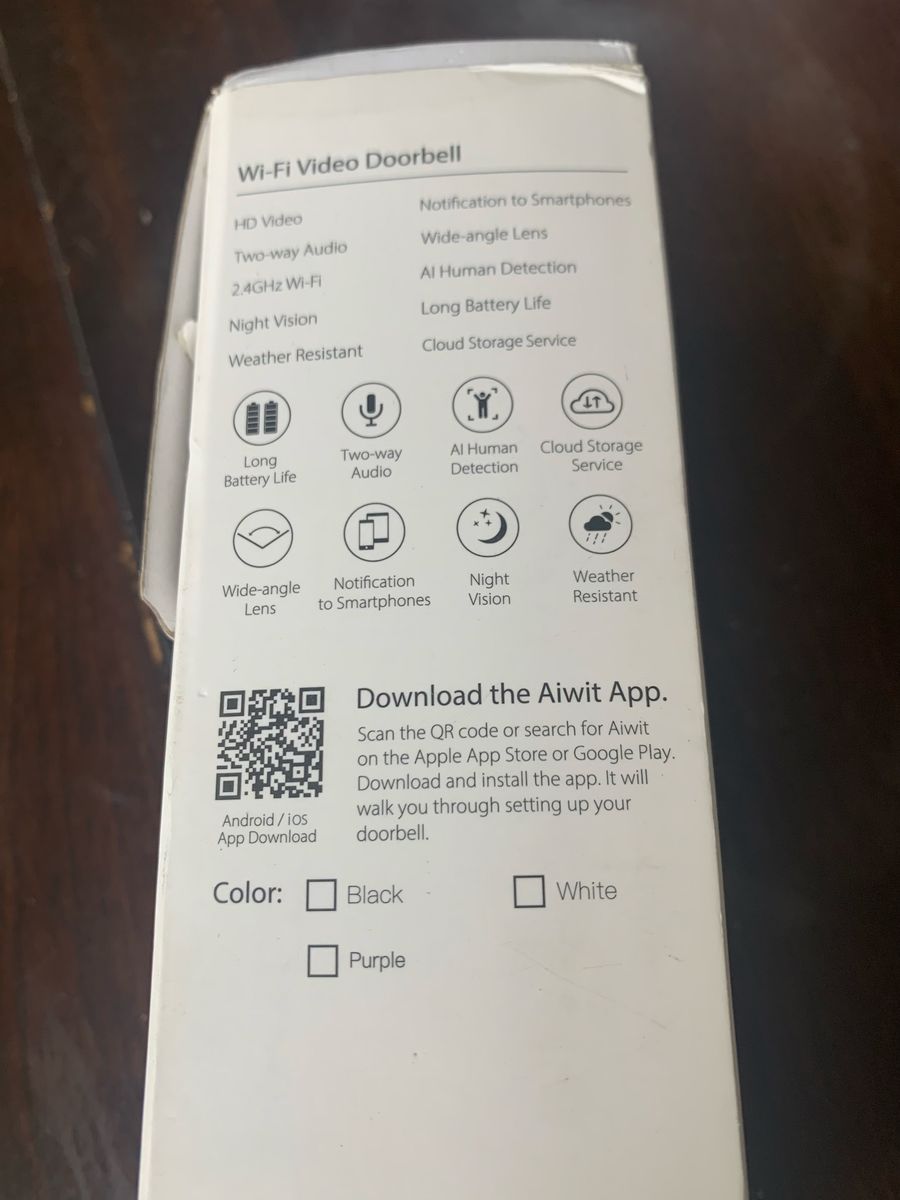 Wi-Fi Video Doorbell
HD Video
Two-way Audio
2.4GHz Wi-Fi
Night Vision
Weather Resistant
Notification to Smartphones
Wide-angle Lens
AI Human Detection
Long Battery Life
Cloud Storage Service
Long
Battery Life
Two-way
Audio
AI Human
Detection
Cloud Storage
Service
Wide-angle
Lens
Notification
to Smartphones
Night
Vision
Weather
Resistant
Android / iOS
App Download
Download the Aiwit App.
Scan the QR code or search for Aiwit
on the Apple App Store or Google Play.
Download and install the app. It will
walk you through setting up your
doorbell.
Color: Black White
Purple